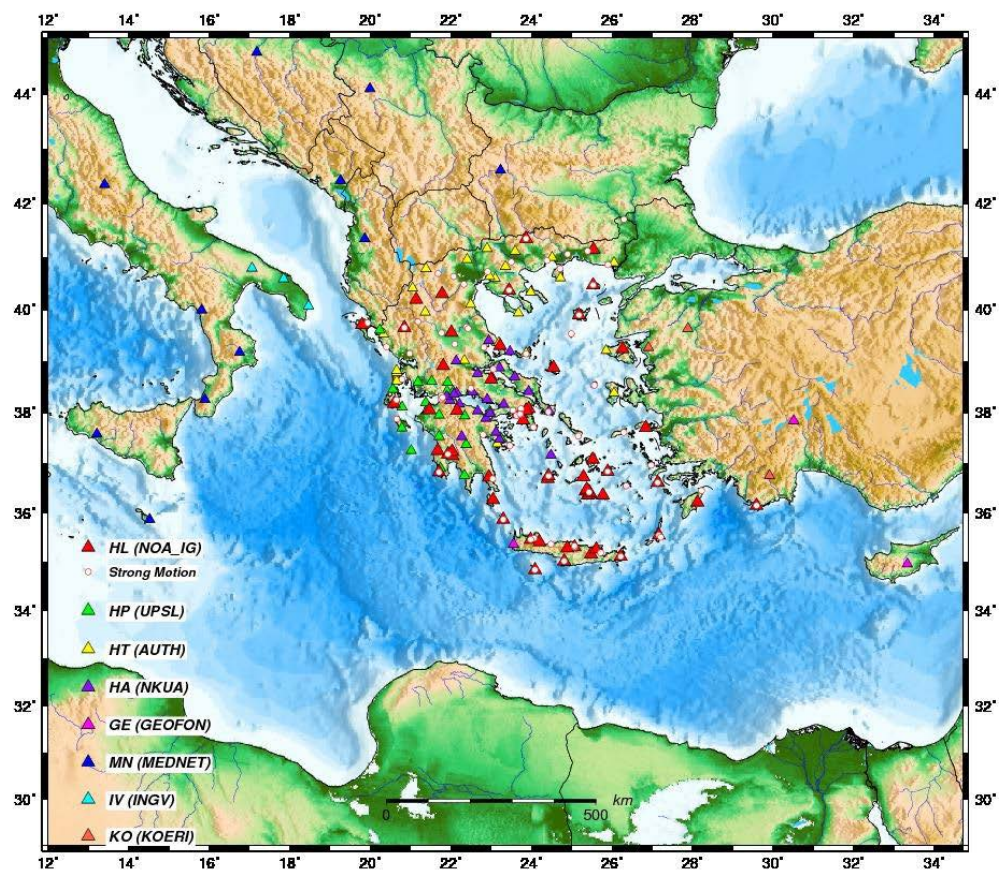 12˚ 14˚ 16˚ 18˚ 20˚ 22˚ 24˚ 26˚ 28˚ 30˚ 32˚ 34˚
44˚ 44˚
42˚ 42˚
40˚ 40˚
38˚ 38˚
36˚ 36˚
HL (NOA_IG)
Strong Motion
34˚ HP (UPSL) 34˚
HT (AUTH)
32˚ HA (NKUA) 32˚
GE (GEOFON)
MN (MEDNET)
30˚ IV (INGV) 30˚
km
0 500
KO (KOERI)
12˚ 14˚ 16˚ 18˚ 20˚ 22˚ 24˚ 26˚ 28˚ 30˚ 32˚ 34˚